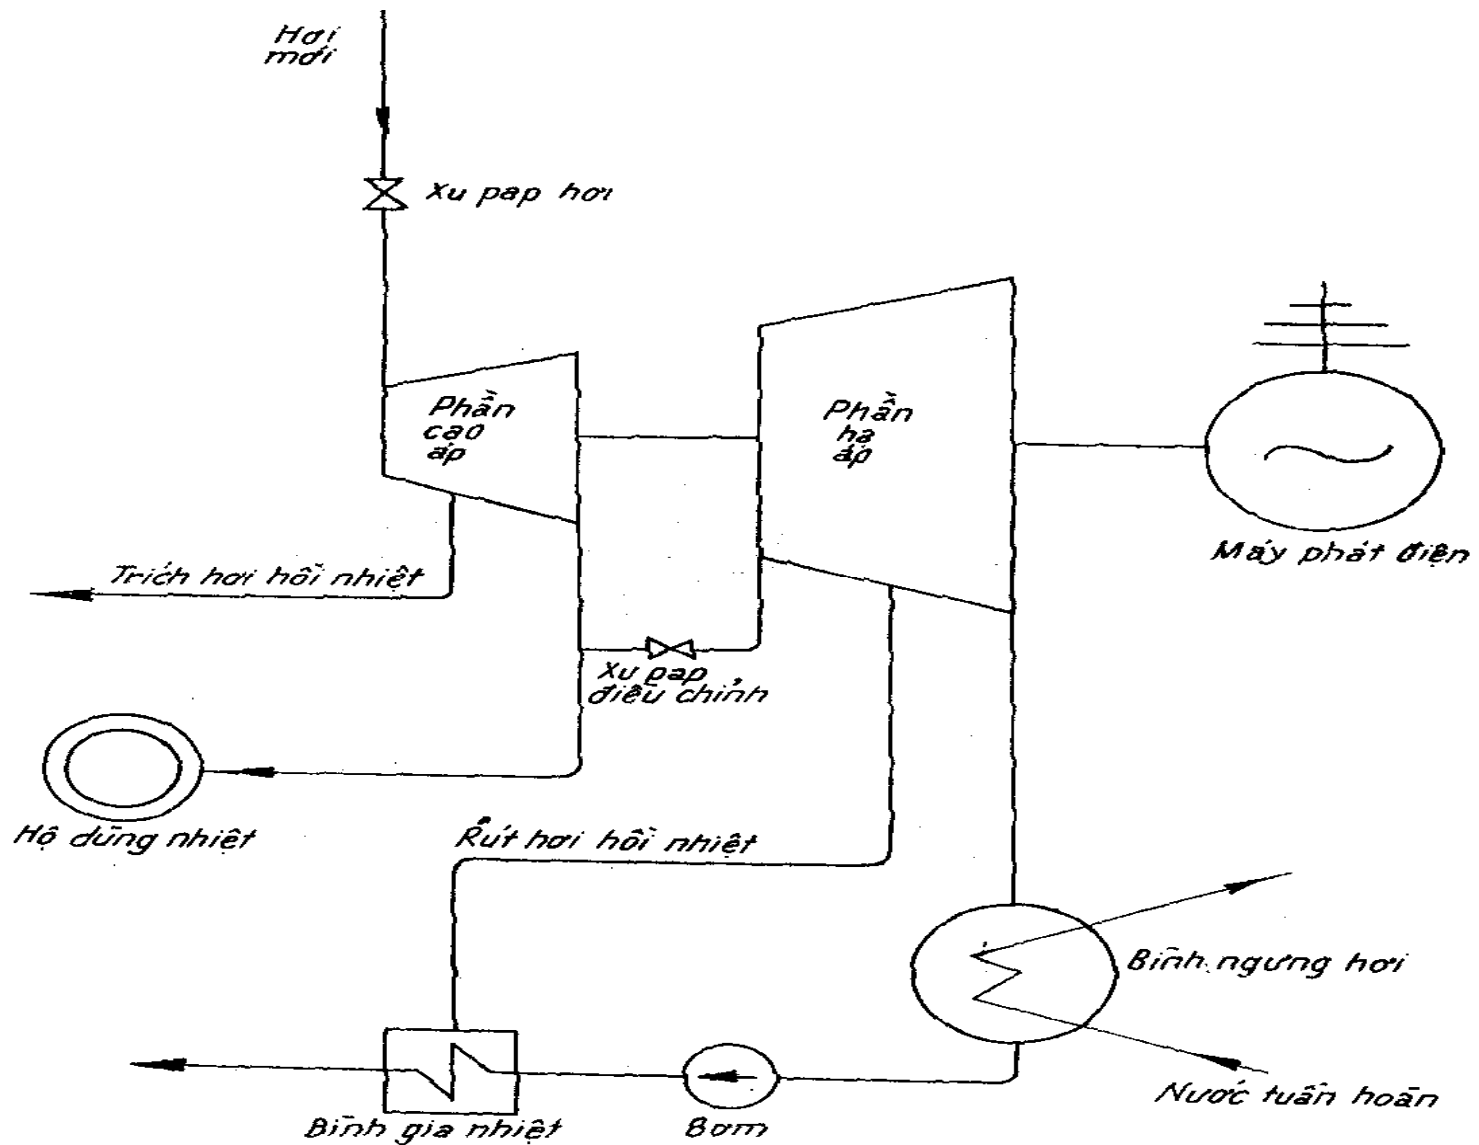 Hơi
mới
Xu pap hơi
Phần
cao
áp
Phần
hạ
áp
Máy phát điện
Trích hơi hồi nhiệt
Xu pap
điều chỉnh
Hộ dùng nhiệt
Rút hơi hồi nhiệt
Bình ngưng hơi
Nước tuần hoàn
Bình gia nhiệt
Bơm